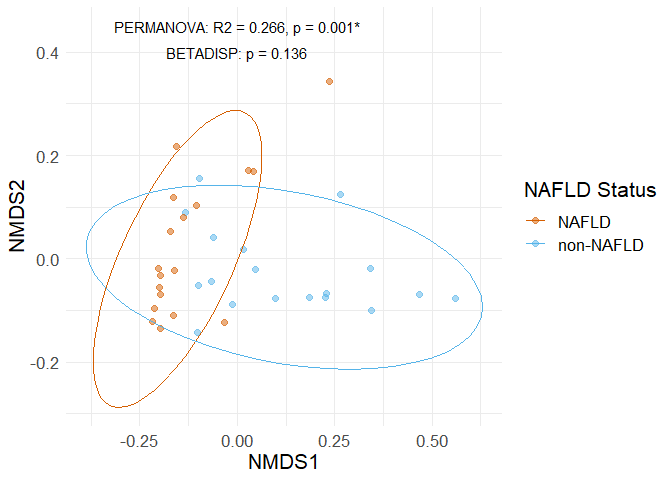 PERMANOVA: R2 = 0.266, p = 0.001*
BETADISP: p = 0.136
0.4
0.2
0.0
-0.2
NMDS2
-0.25
0.00
0.25
0.50
NMDS1
NAFLD Status
NAFLD
non-NAFLD